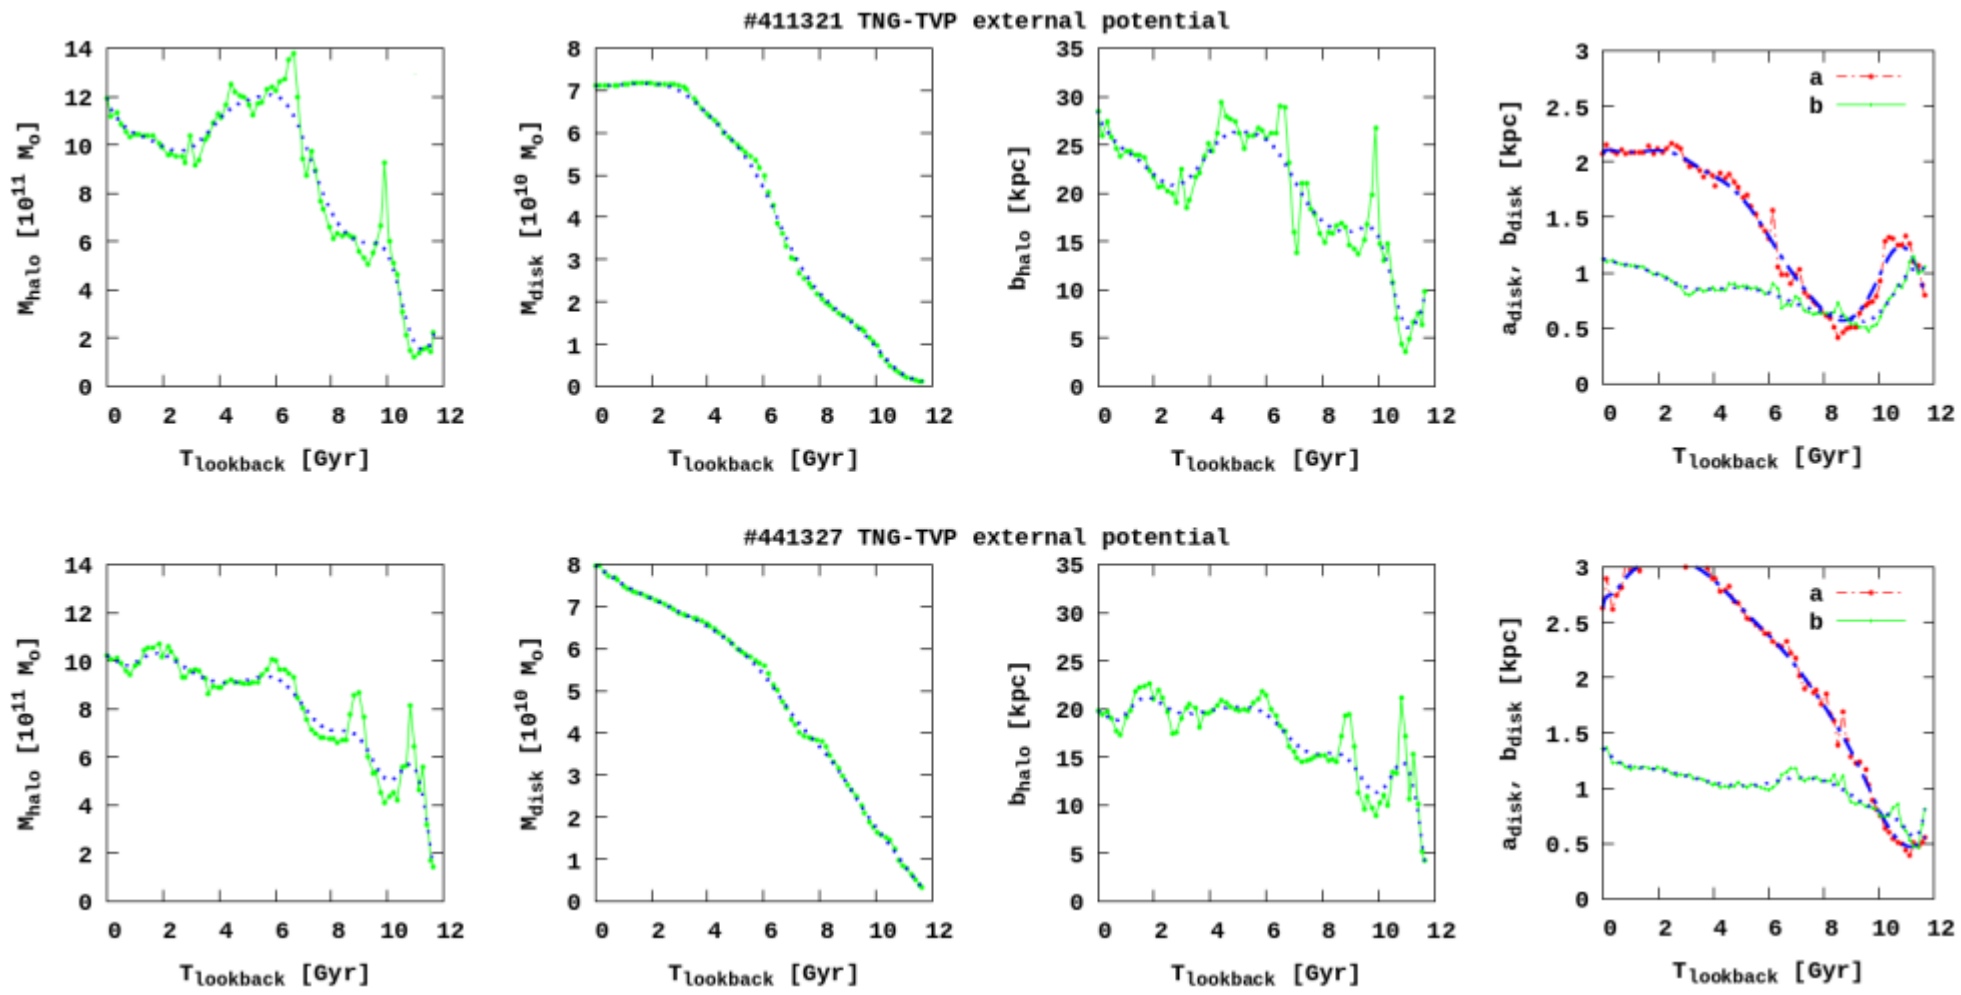 #411321 TNG-TVP external potential
M_halo [10^11 M_o]
14
12
10
8
6
4
2
0
0 2 4 6 8 10 12
T_lookback [Gyr]
M_disk [10^10 M_o]
8
7
6
5
4
3
2
1
0
0 2 4 6 8 10 12
T_lookback [Gyr]
b_halo [kpc]
35
30
25
20
15
10
5
0
0 2 4 6 8 10 12
T_lookback [Gyr]
a_disk, b_disk [kpc]
3
2.5
2
1.5
1
0.5
0
a
b
0 2 4 6 8 10 12
T_lookback [Gyr]
#441327 TNG-TVP external potential
M_halo [10^11 M_o]
14
12
10
8
6
4
2
0
0 2 4 6 8 10 12
T_lookback [Gyr]
M_disk [10^10 M_o]
8
7
6
5
4
3
2
1
0
0 2 4 6 8 10 12
T_lookback [Gyr]
b_halo [kpc]
35
30
25
20
15
10
5
0
0 2 4 6 8 10 12
T_lookback [Gyr]
a_disk, b_disk [kpc]
3
2.5
2
1.5
1
0.5
0
a
b
0 2 4 6 8 10 12
T_lookback [Gyr]